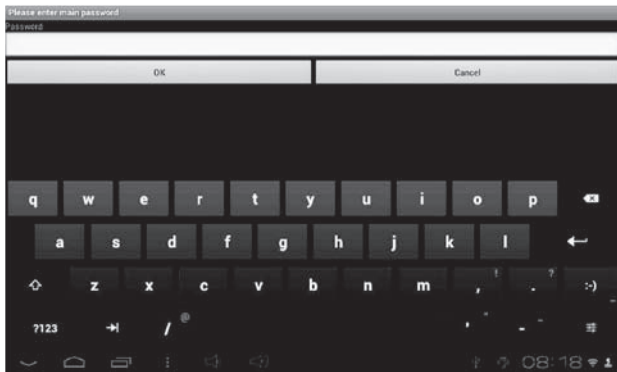 Please enter main password
Password
OK Cancel
q w e r t y u i o p
a s d f g h j k l
! ?
z x c v b n m , . :-)
@
?123 / ' -
08:18